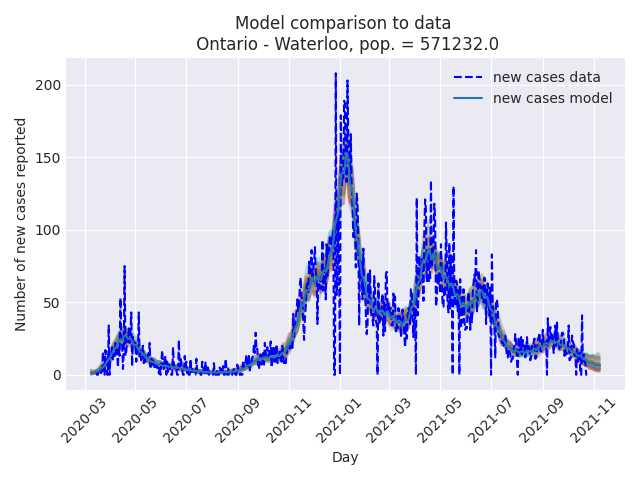 Model comparison to data
Ontario - Waterloo, pop. = 571232.0
new cases data
new cases model
Number of new cases reported
200
150
100
50
0
2020-03
2020-05
2020-07
2020-09
2020-11
2021-01
2021-03
2021-05
2021-07
2021-09
2021-11
Day